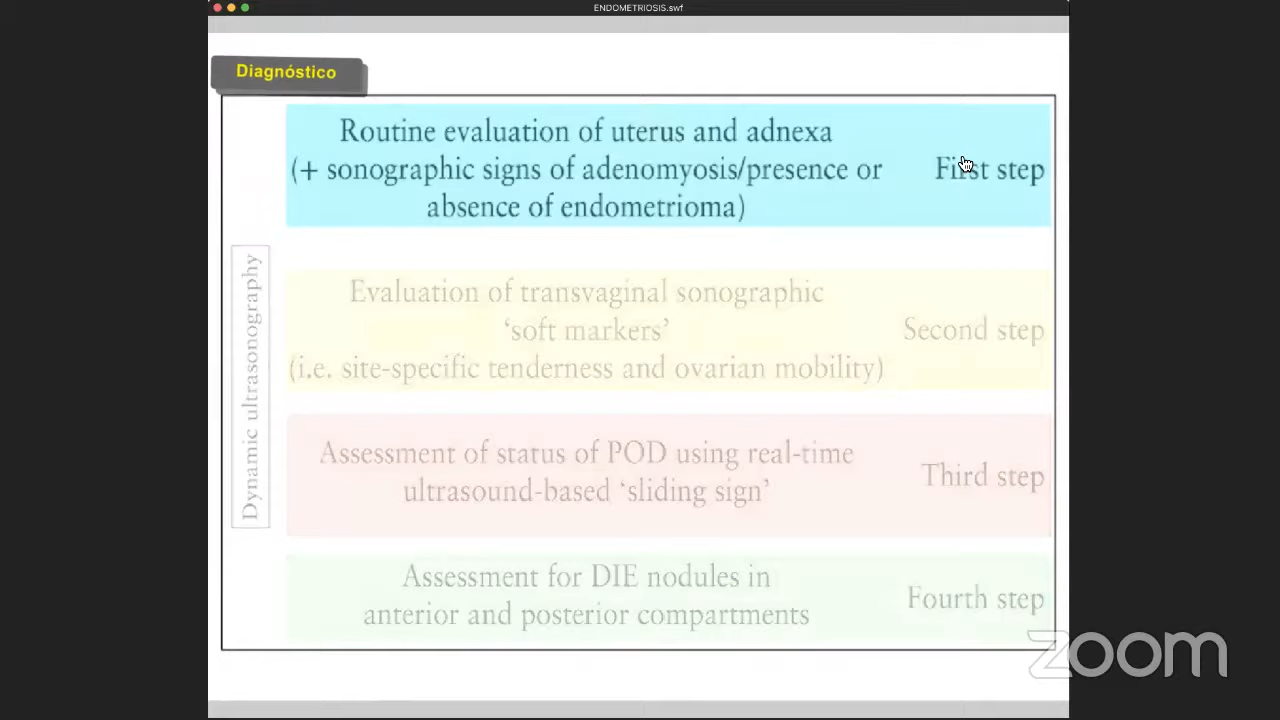 ENDOMETRIOSIS.swf
Diagnóstico
Routine evaluation of uterus and adnexa
(+ sonographic signs of adenomyosis/presence or
absence of endometrioma)
First step
Dynamic ultrasonography
Evaluation of transvaginal sonographic
‘soft markers’
(i.e. site-specific tenderness and ovarian mobility)
Second step
Assessment of status of POD using real-time
ultrasound-based ‘sliding sign’
Third step
Assessment for DIE nodules in
anterior and posterior compartments
Fourth step
zoom